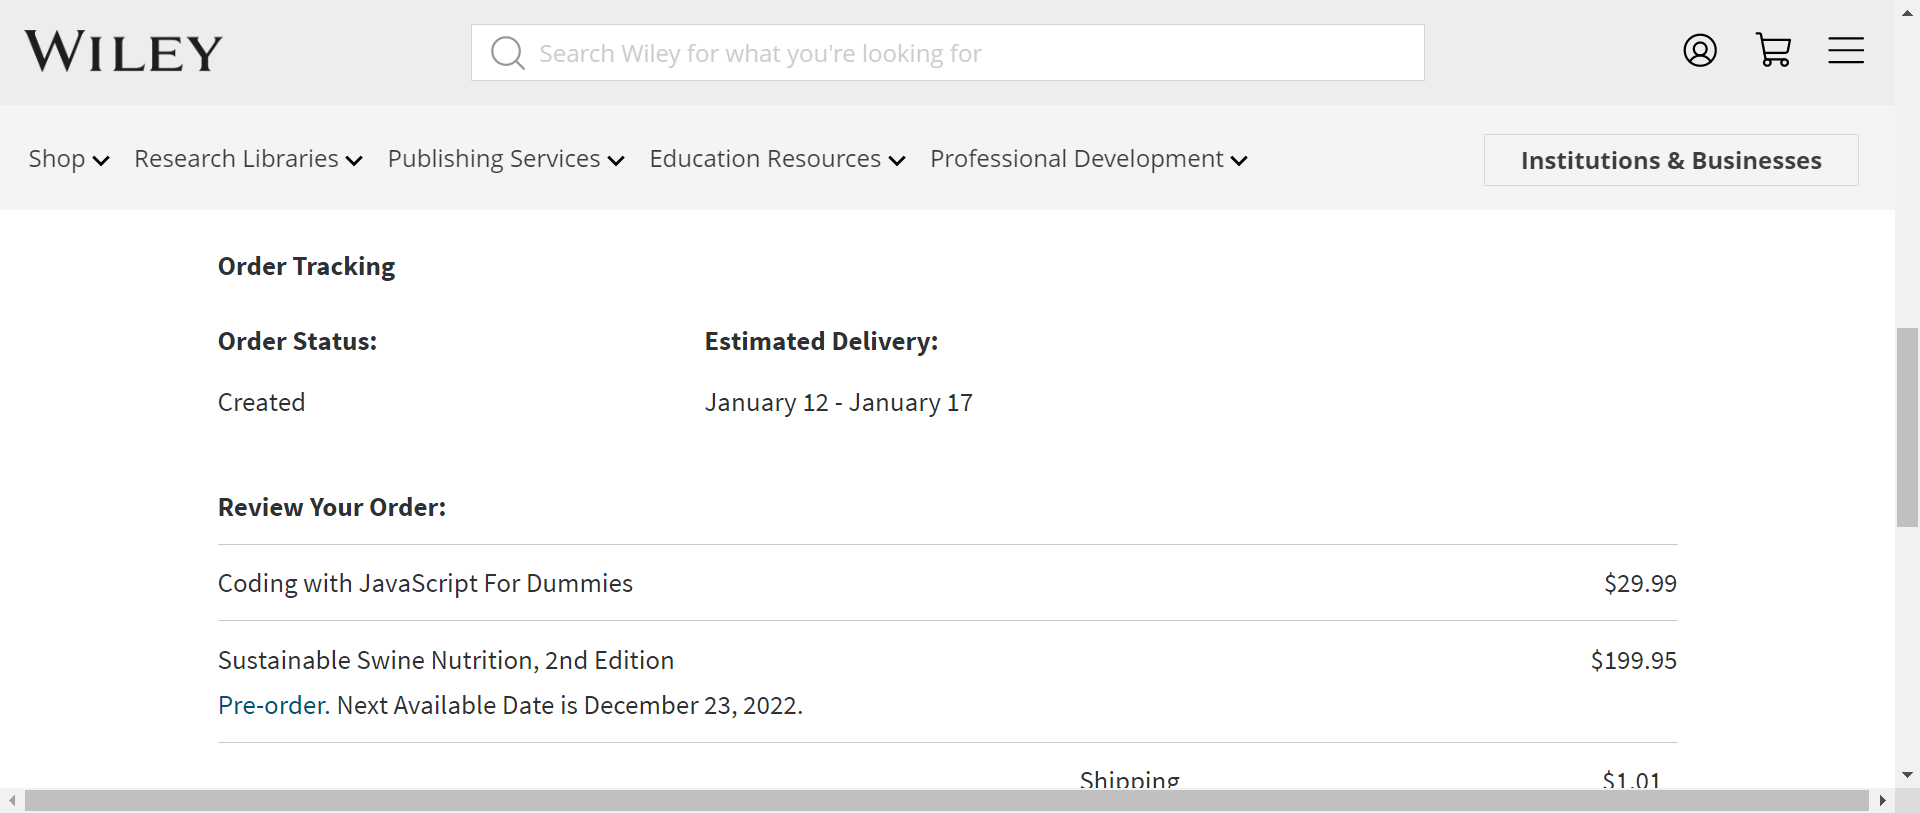 WILEY
Search Wiley for what you're looking for
Shop Research Libraries Publishing Services Education Resources Professional Development Institutions & Businesses
Order Tracking
Order Status: Estimated Delivery:
Created January 12 - January 17
Review Your Order:
Coding with JavaScript For Dummies $29.99
Sustainable Swine Nutrition, 2nd Edition $199.95
Pre-order. Next Available Date is December 23, 2022.
Shipping $1.01